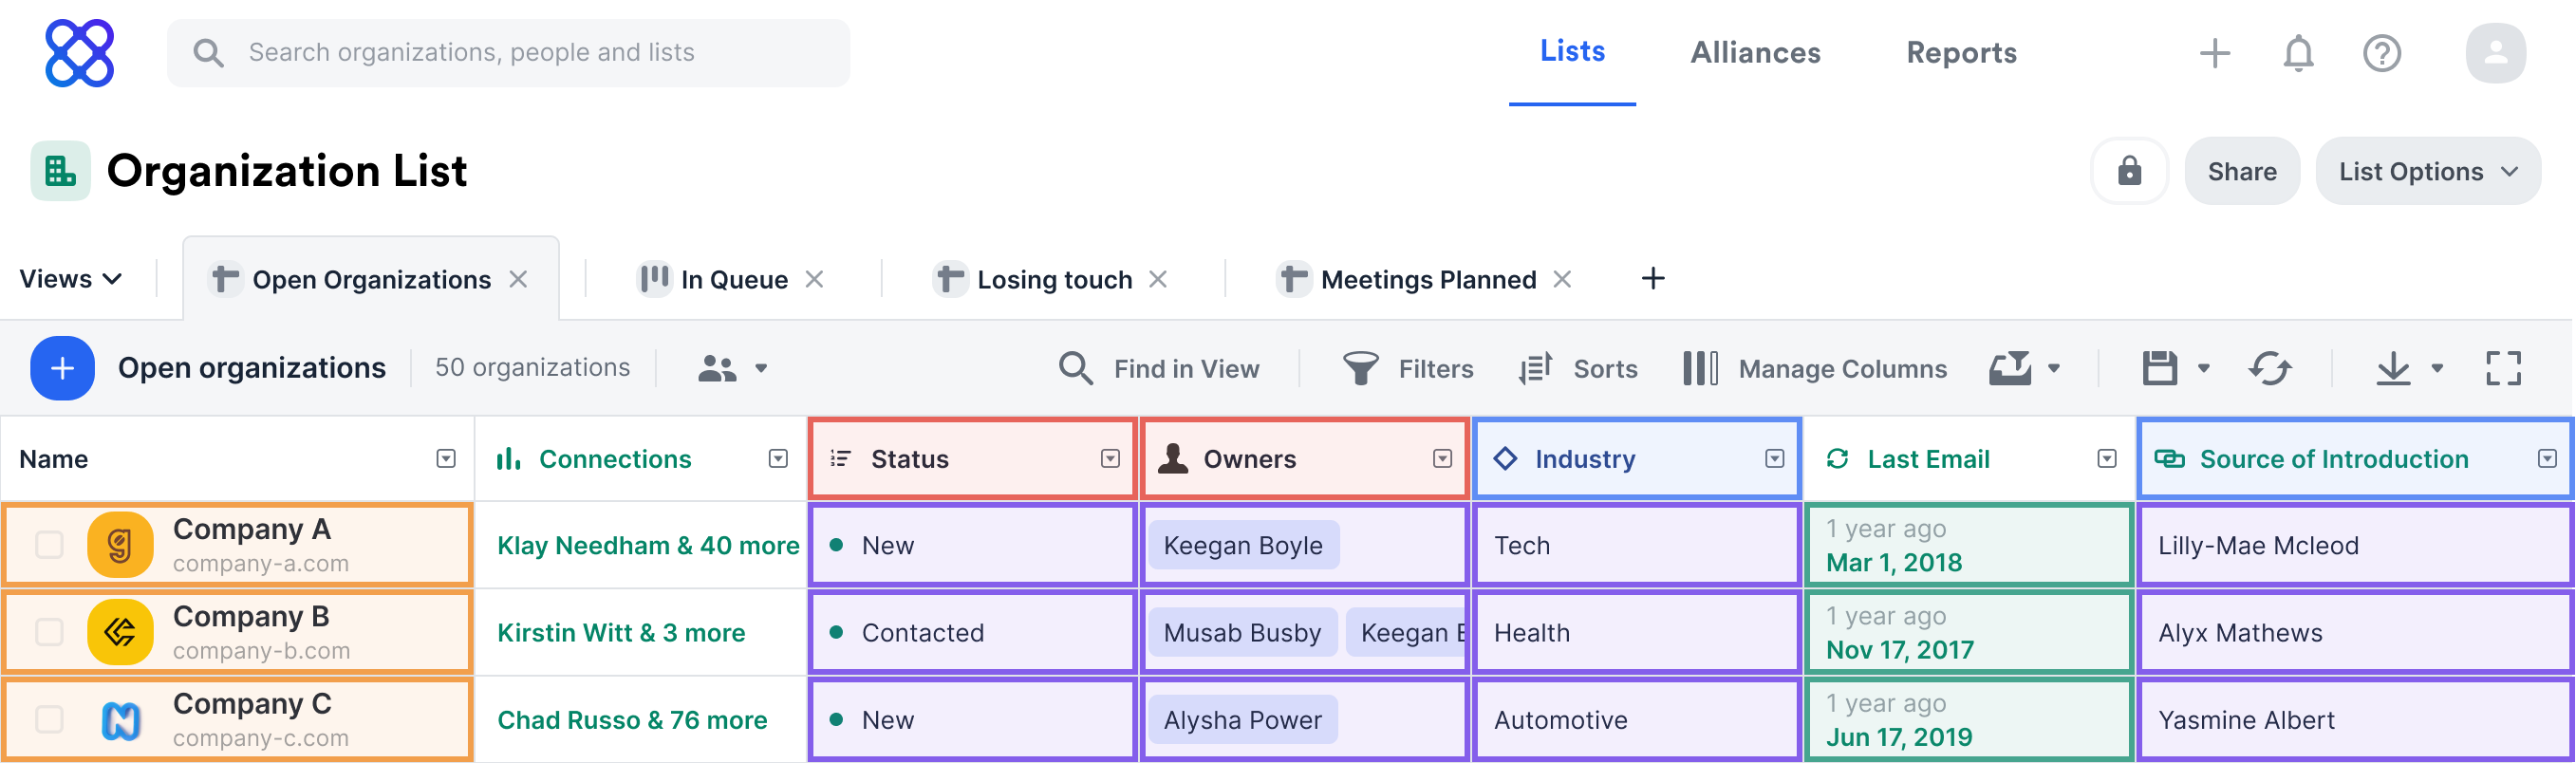 Search organizations, people and lists
Lists
Alliances
Reports
Organization List
Share
List Options
Views
Open Organizations
In Queue
Losing touch
Meetings Planned
Open organizations
50 organizations
Find in View
Filters
Sorts
Manage Columns
Name
Connections
Status
Owners
Industry
Last Email
Source of Introduction
Company A
company-a.com
Klay Needham & 40 more
New
Keegan Boyle
Tech
1 year ago
Mar 1, 2018
Lilly-Mae Mcleod
Company B
company-b.com
Kirstin Witt & 3 more
Contacted
Musab Busby
Keegan
Health
1 year ago
Nov 17, 2017
Alyx Mathews
Company C
company-c.com
Chad Russo & 76 more
New
Alysha Power
Automotive
1 year ago
Jun 17, 2019
Yasmine Albert